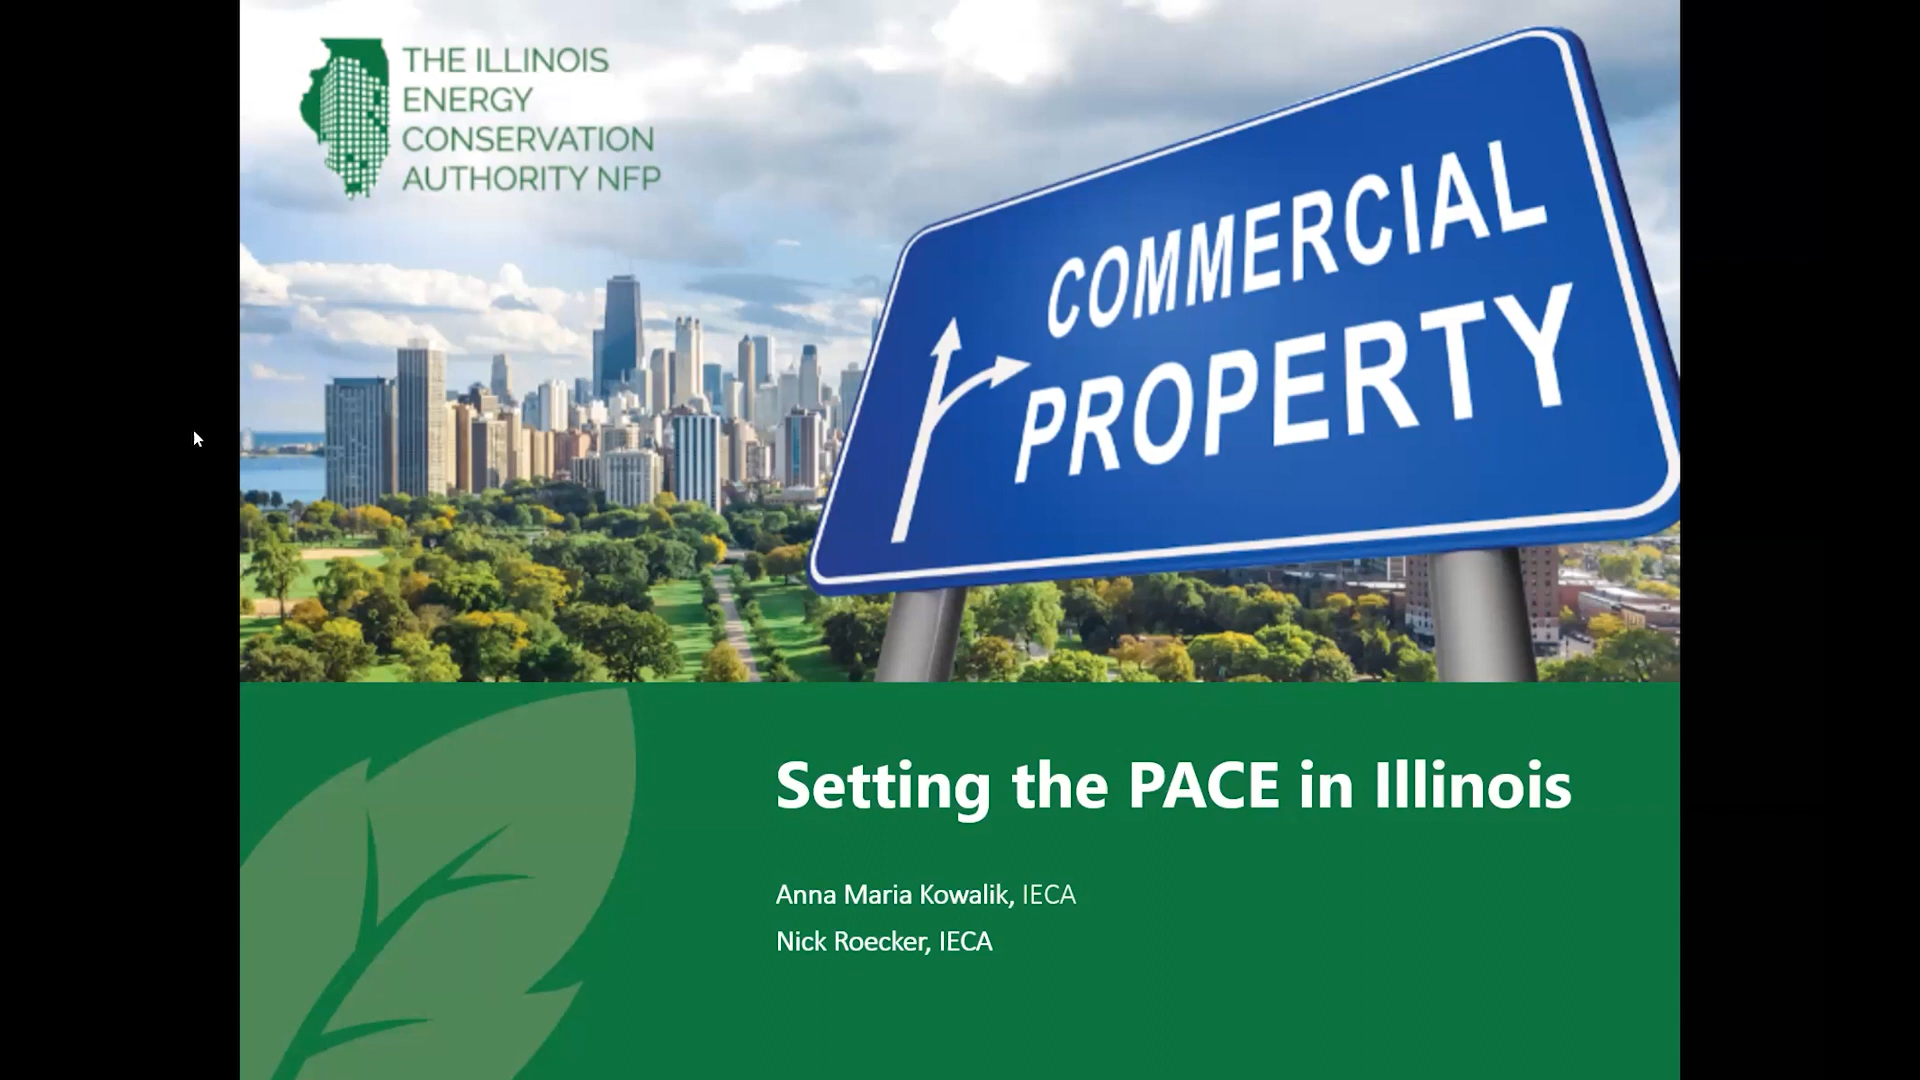 THE ILLINOIS
ENERGY
CONSERVATION
AUTHORITY NFP
COMMERCIAL
PROPERTY
Setting the PACE in Illinois
Anna Maria Kowalik, IECA
Nick Roecker, IECA